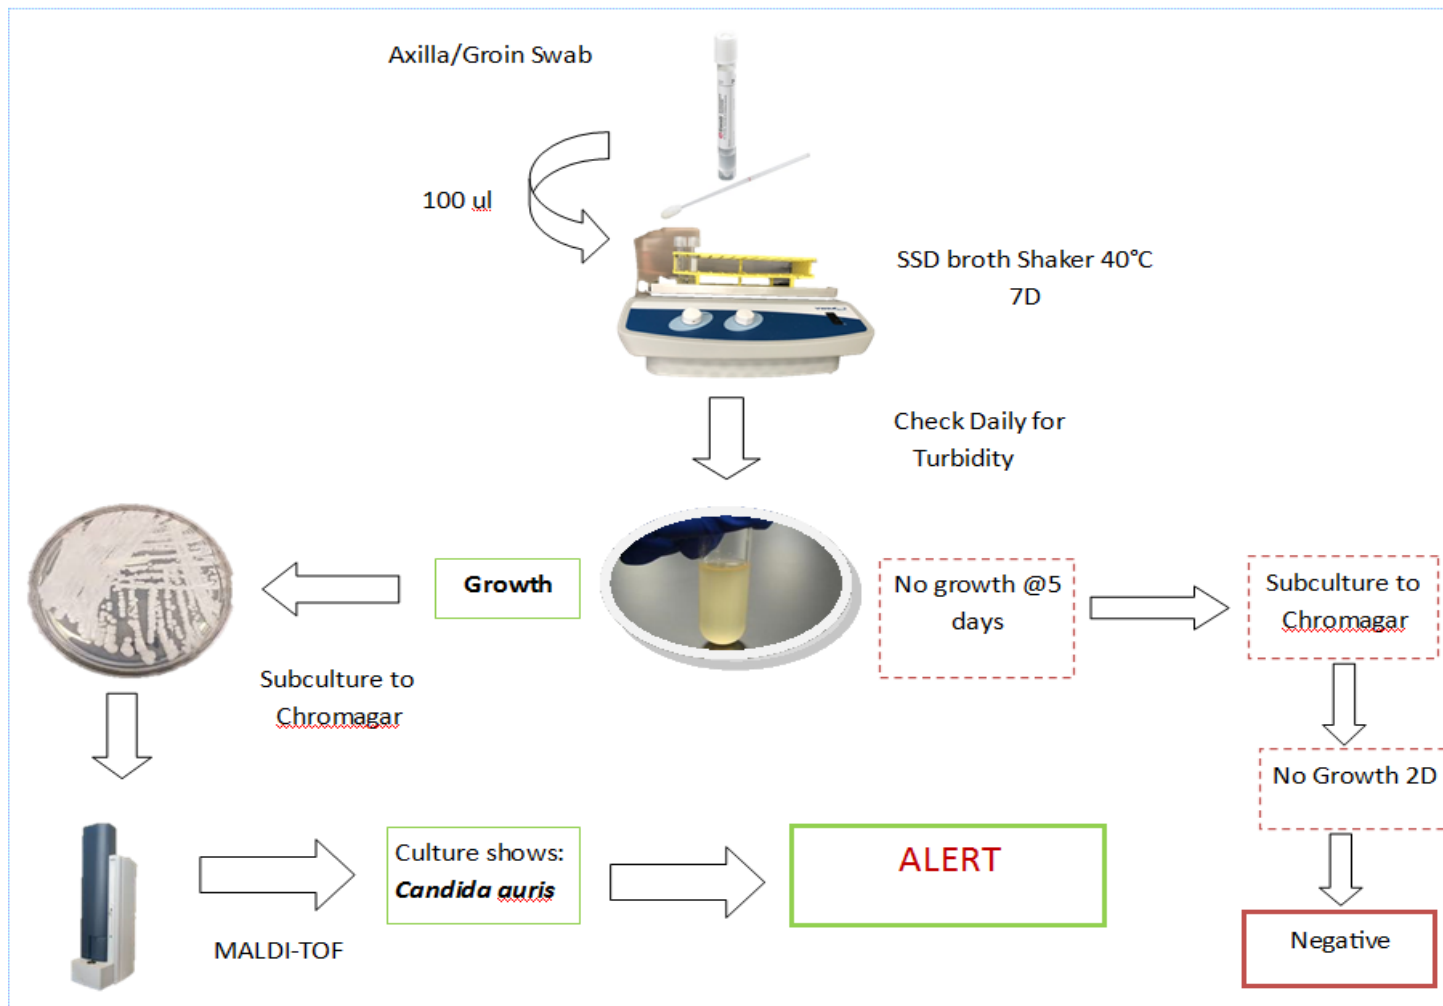 Axilla/Groin Swab
100 ul
SSD broth Shaker 40°C
7D
Check Daily for
Turbidity
Growth
No growth @5
days
Subculture to
Chromagar
Subculture to
Chromagar
No Growth 2D
Culture shows:
Candida auris
ALERT
MALDI-TOF
Negative